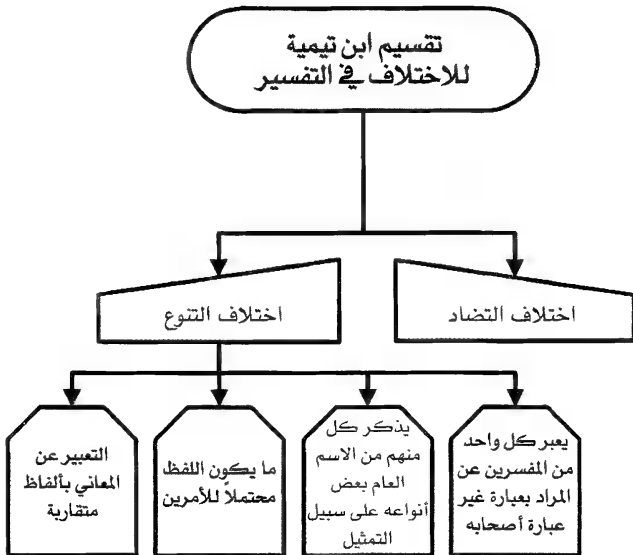 تقسيم ابن تيمية
للاختلاف في التفسير
اختلاف التضاد
اختلاف التنوع
يعبر كل واحد
من المفسرين عن
المراد بعبارة غير
عبارة أصحابه
يذكر كل
منهم من الاسم
العام بعض
أنواعه على سبيل
التمثيل
ما يكون اللفظ
محتملاً للأمرين
التعبير عن
المعاني بألفاظ
متقاربة